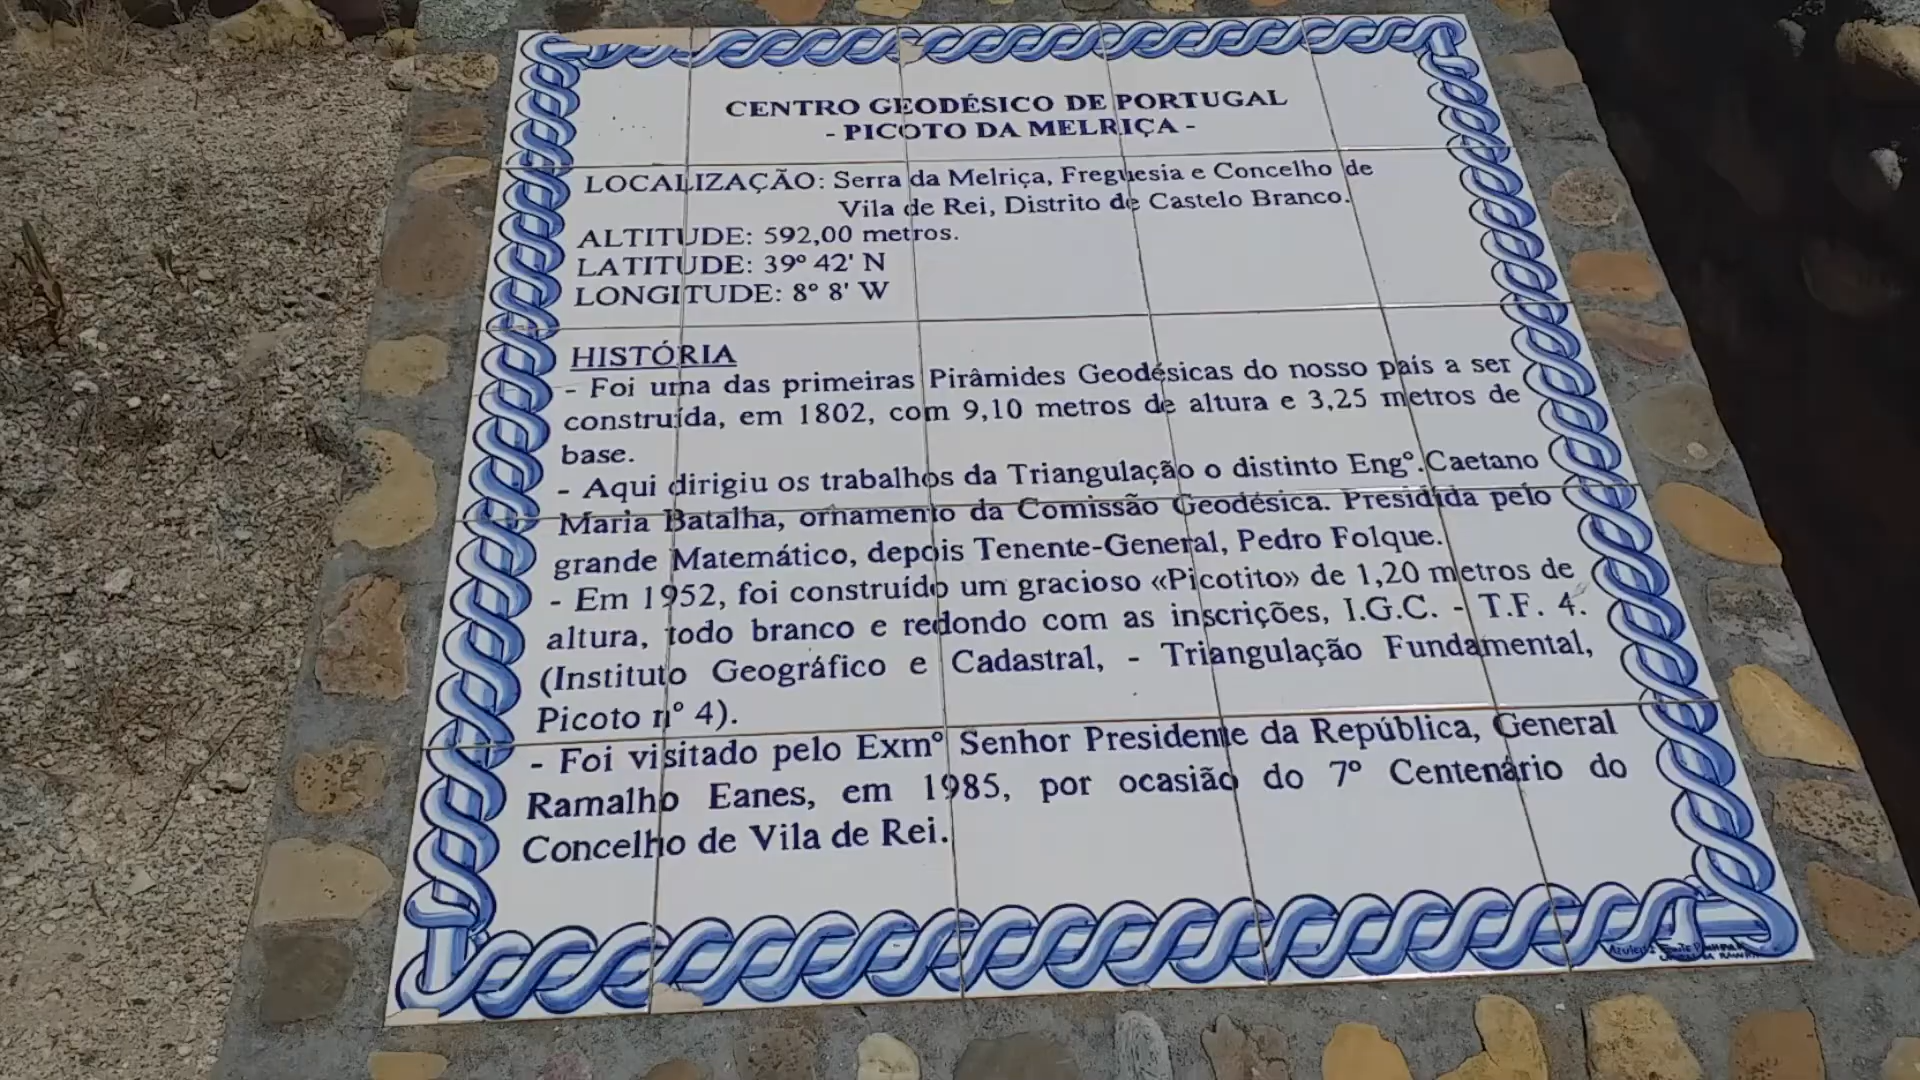 CENTRO GEODÉSICO DE PORTUGAL
- PICOTO DA MELRIÇA -
LOCALIZAÇÃO: Serra da Melriça, Freguesia e Concelho de
Vila de Rei, Distrito de Castelo Branco.
ALTITUDE: 592,00 metros.
LATITUDE: 39º 42' N
LONGITUDE: 8º 8' W
HISTÓRIA
- Foi uma das primeiras Pirâmides Geodésicas do nosso país a ser
construída, em 1802, com 9,10 metros de altura e 3,25 metros de
base.
- Aqui dirigiu os trabalhos da Triangulação o distinto Engº.Caetano
Maria Batalha, ornamento da Comissão Geodésica. Presidida pelo
grande Matemático, depois Tenente-General, Pedro Folque.
- Em 1952, foi construído um gracioso «Picotito» de 1,20 metros de
altura, todo branco e redondo com as inscrições, I.G.C. - T.F. 4.
(Instituto Geográfico e Cadastral, - Triangulação Fundamental,
Picoto nº 4).
- Foi visitado pelo Exmº Senhor Presidente da República, General
Ramalho Eanes, em 1985, por ocasião do 7º Centenário do
Concelho de Vila de Rei.